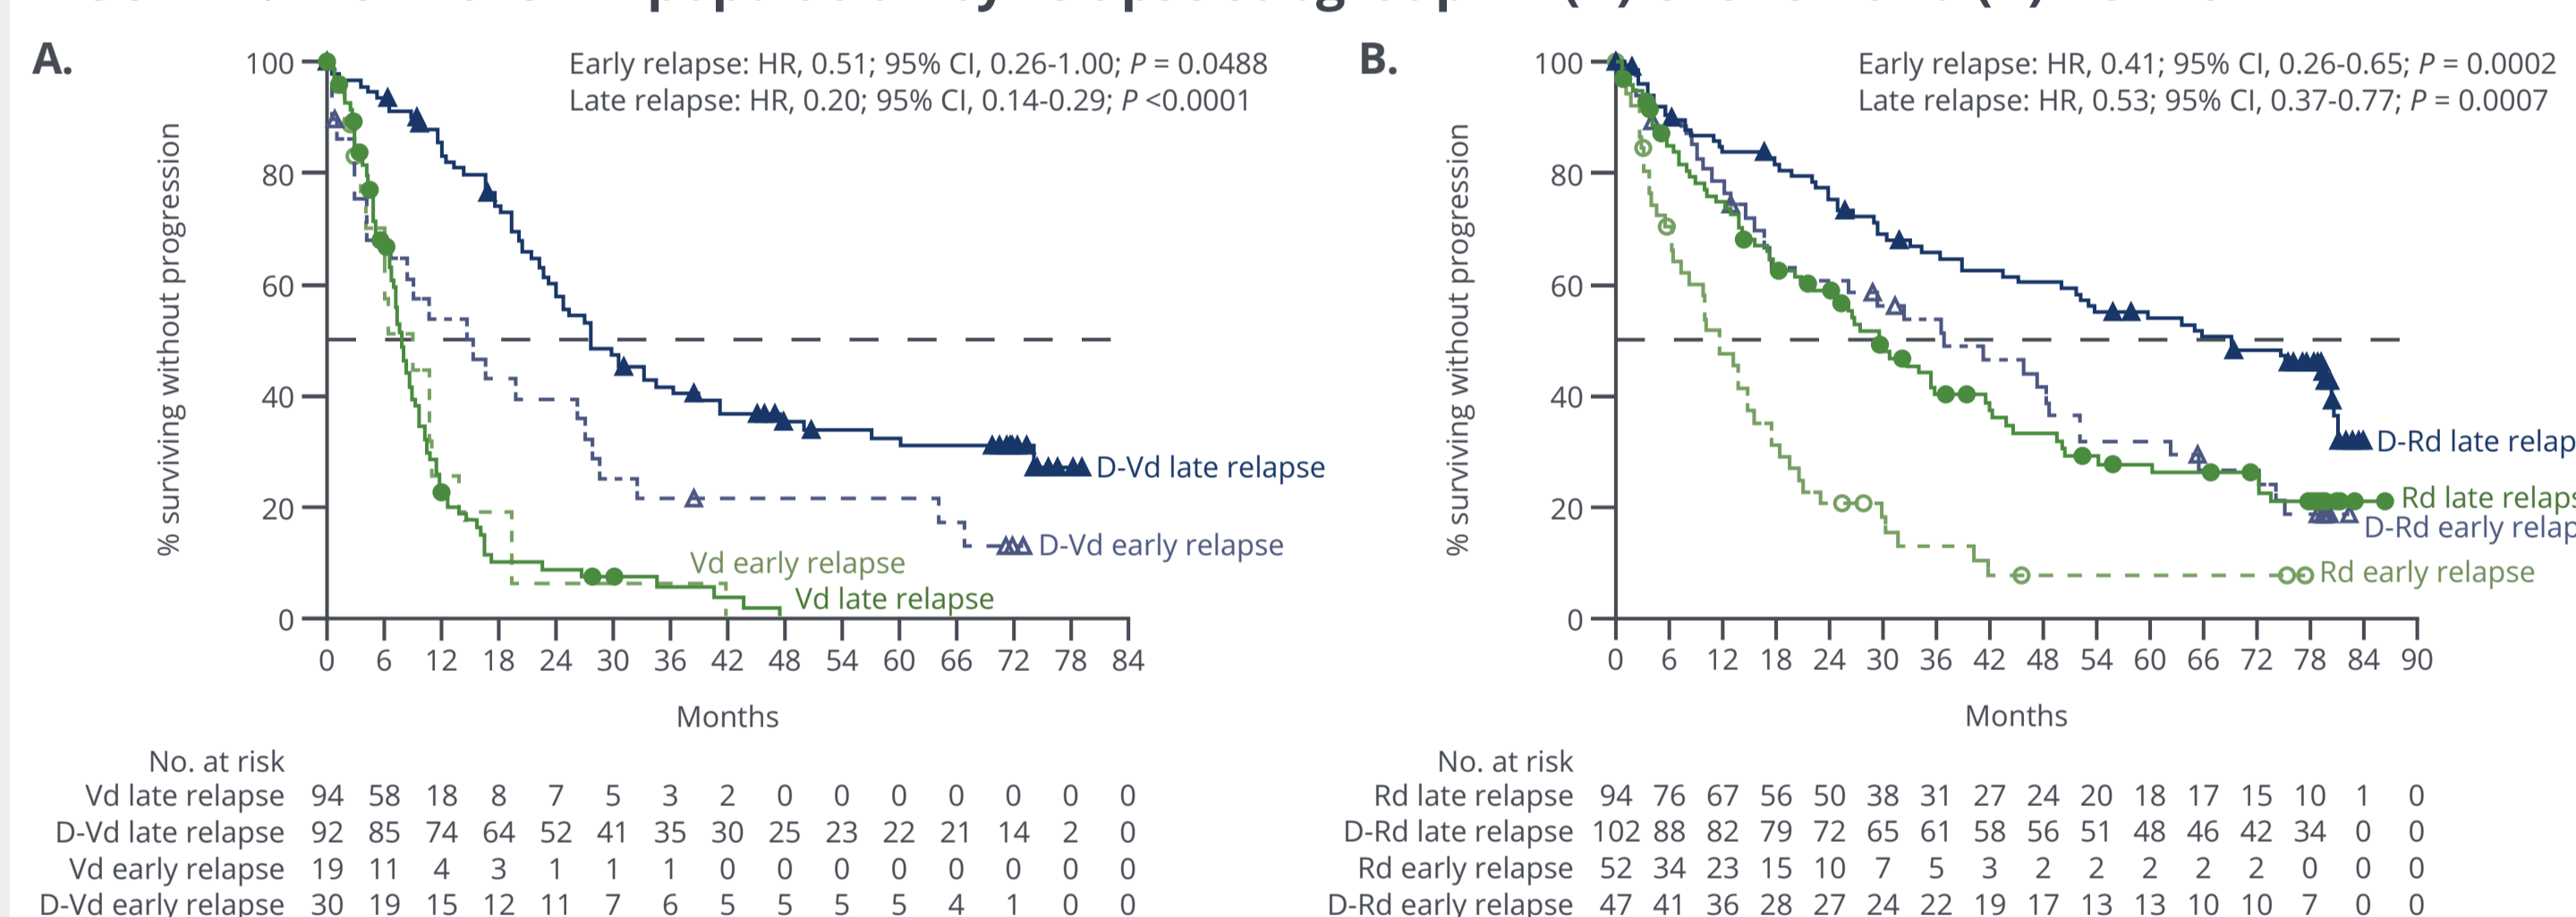 A.
Early relapse: HR, 0.51; 95% CI, 0.26-1.00; P = 0.0488
Late relapse: HR, 0.20; 95% CI, 0.14-0.29; P <0.0001
% surviving without progression
100
80
60
40
20
0
D-Vd late relapse
D-Vd early relapse
Vd early relapse
Vd late relapse
0 6 12 18 24 30 36 42 48 54 60 66 72 78 84
Months
No. at risk
Vd late relapse 94 58 18 8 7 5 3 2 0 0 0 0 0 0 0
D-Vd late relapse 92 85 74 64 52 41 35 30 25 23 22 21 14 2 0
Vd early relapse 19 11 4 3 1 1 1 0 0 0 0 0 0 0 0
D-Vd early relapse 30 19 15 12 11 7 6 5 5 5 5 4 1 0 0
B.
Early relapse: HR, 0.41; 95% CI, 0.26-0.65; P = 0.0002
Late relapse: HR, 0.53; 95% CI, 0.37-0.77; P = 0.0007
% surviving without progression
100
80
60
40
20
0
D-Rd late relap
Rd late relaps
D-Rd early relap
Rd early relapse
0 6 12 18 24 30 36 42 48 54 60 66 72 78 84 90
Months
No. at risk
Rd late relapse 94 76 67 56 50 38 31 27 24 20 18 17 15 10 1 0
D-Rd late relapse 102 88 82 79 72 65 61 58 56 51 48 46 42 34 0 0
Rd early relapse 52 34 23 15 10 7 5 3 2 2 2 2 2 0 0 0
D-Rd early relapse 47 41 36 28 27 24 22 19 17 13 13 10 10 7 0 0